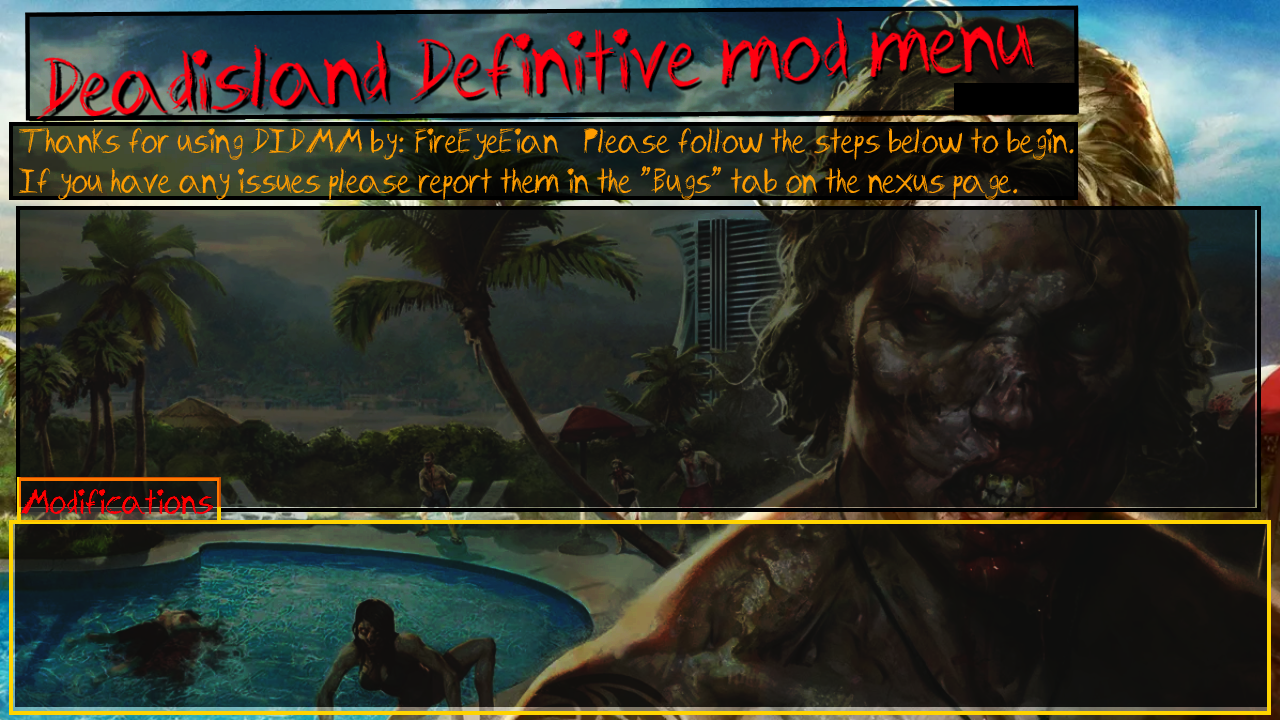 Deadisland Definitive mod menu
Thanks for using DIDMM by: FireEyeEian Please follow the steps below to begin.
If you have any issues please report them in the "Bugs" tab on the nexus page.
Modifications